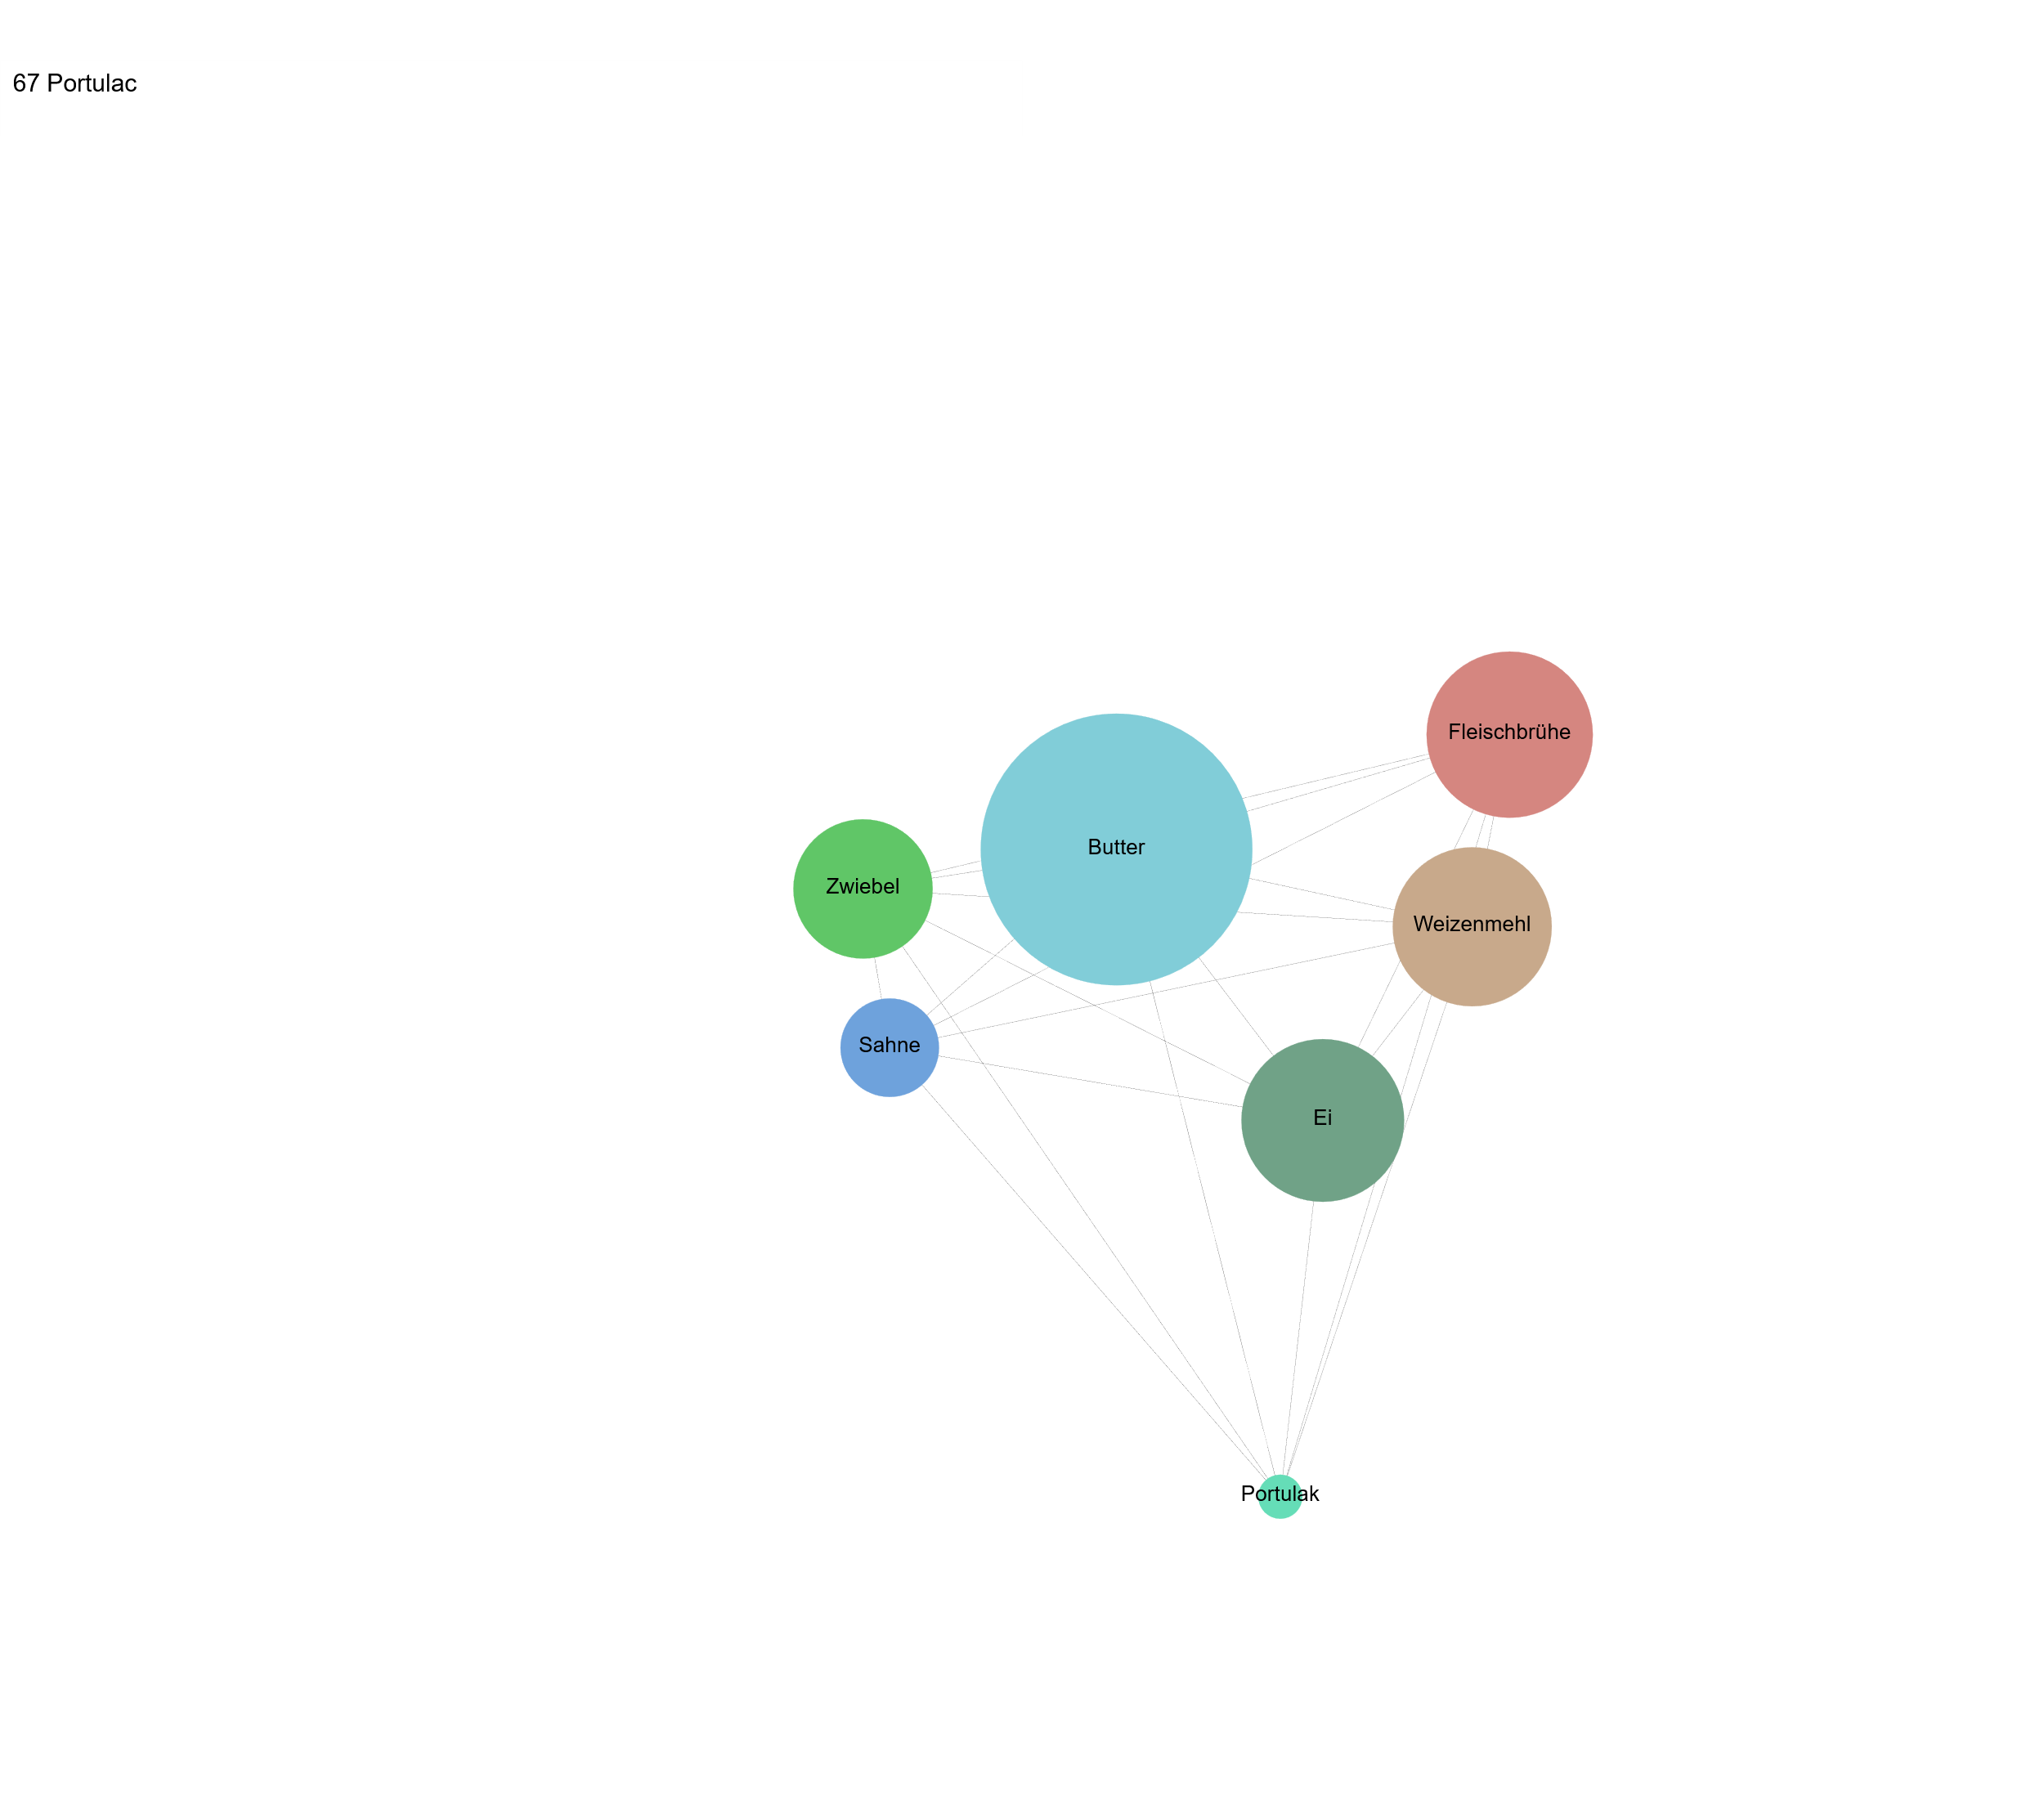 67 Portulac
Fleischbrühe
Butter
Zwiebel
Weizenmehl
Sahne
Ei
Portulak